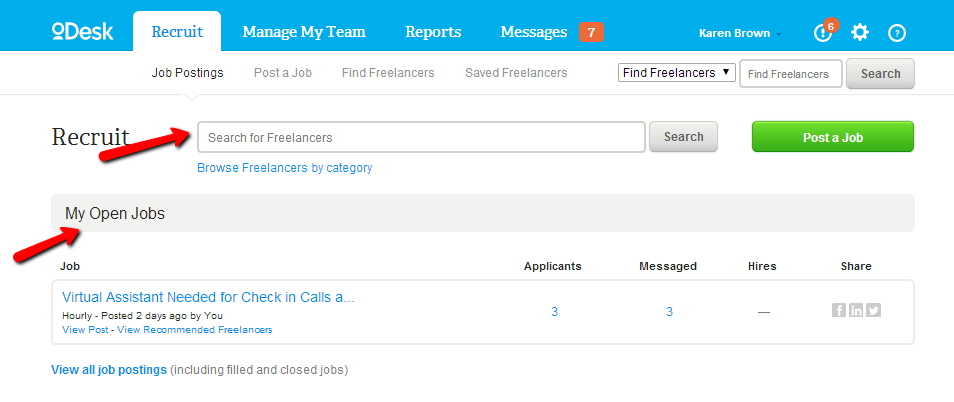 oDesk Recruit Manage My Team Reports Messages 7 Karen Brown 6 ?
Job Postings Post a Job Find Freelancers Saved Freelancers Find Freelancers Find Freelancers Search
Recruit Search for Freelancers Search Post a Job
Browse Freelancers by category
My Open Jobs
Job Applicants Messaged Hires Share
Virtual Assistant Needed for Check in Calls a...
Hourly - Posted 2 days ago by You 3 3 — f in
View Post - View Recommended Freelancers
View all job postings (including filled and closed jobs)